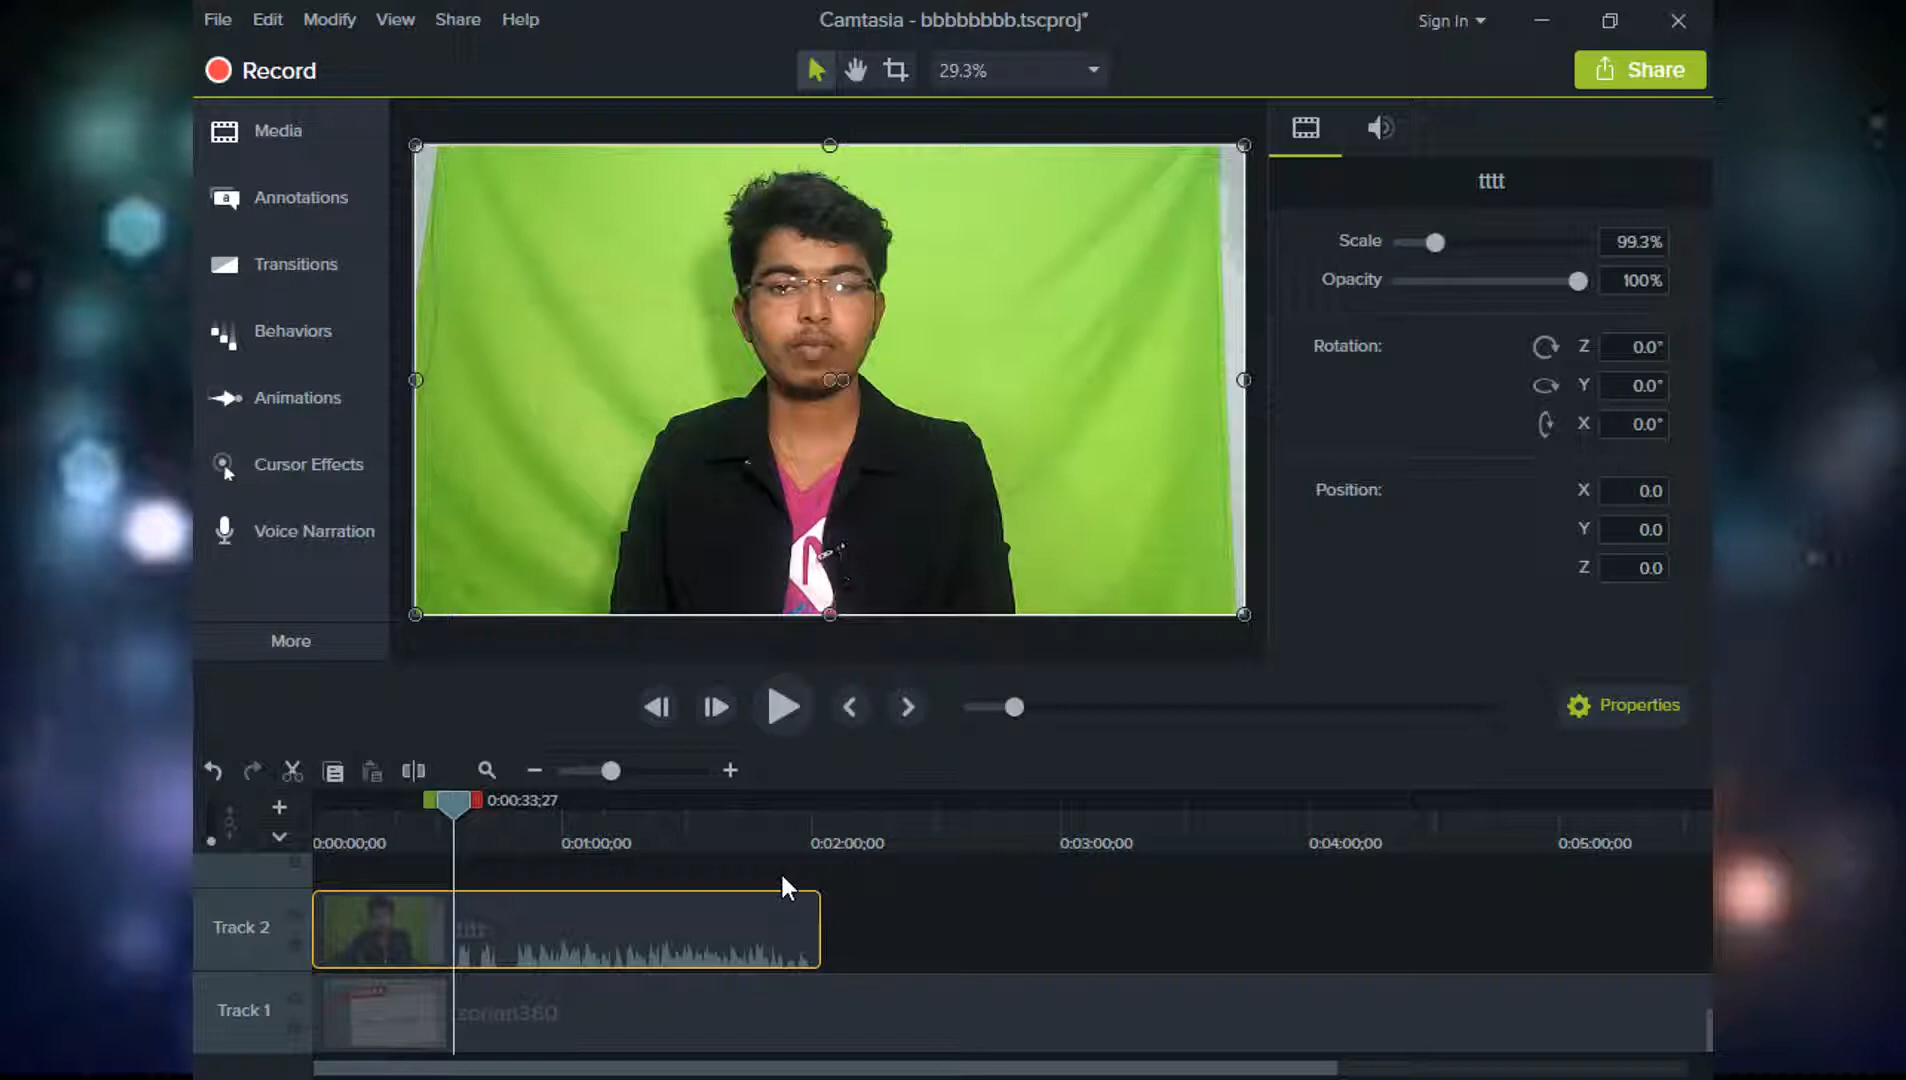 File Edit Modify View Share Help
Camtasia - bbbbbbbb.tscproj*
Sign In
Record
29.3%
Share
Media
Annotations
Transitions
Behaviors
Animations
Cursor Effects
Voice Narration
More
tttt
Scale 99.3%
Opacity 100%
Rotation: Z 0.0°
Y 0.0°
X 0.0°
Position: X 0.0
Y 0.0
Z 0.0
Properties
0:00:33;27
0:00:00;00 0:01:00;00 0:02:00;00 0:03:00;00 0:04:00;00 0:05:00;00
Track 2
Track 1